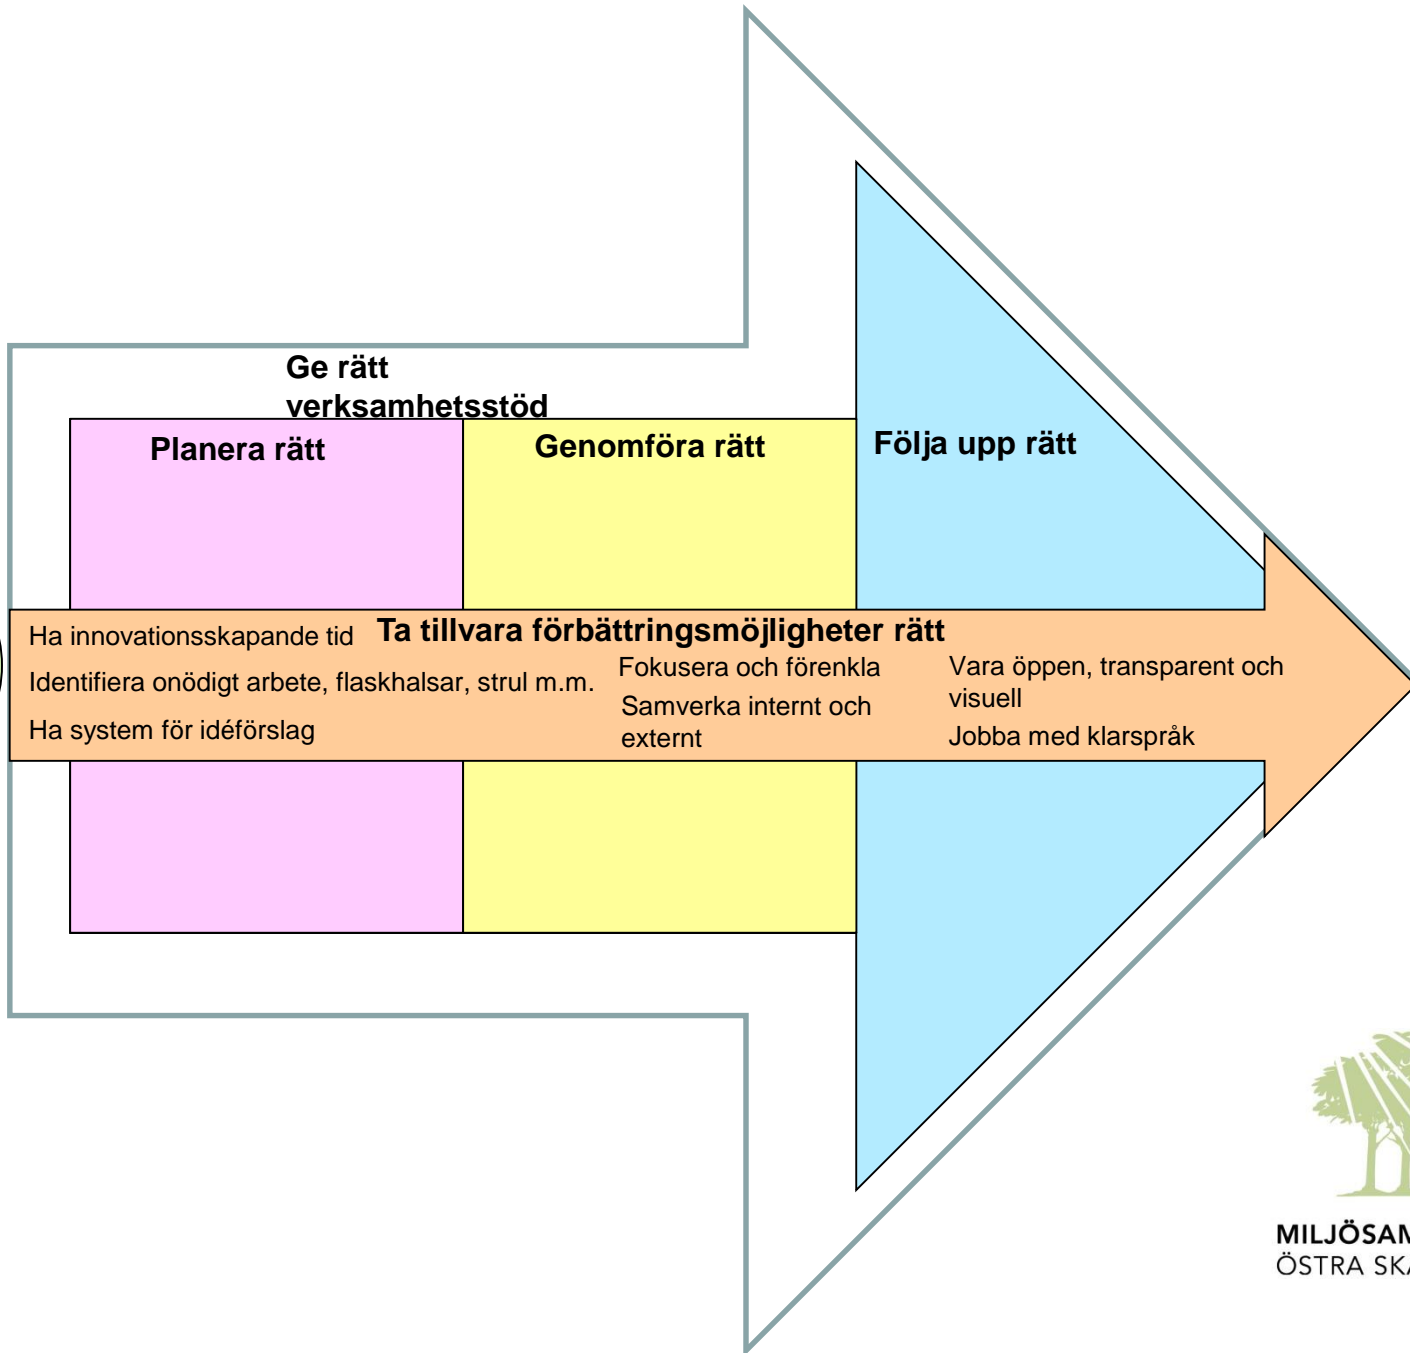 Ge rätt
verksamhetsstöd
Planera rätt
Genomföra rätt
Följa upp rätt
Ta tillvara förbättringsmöjligheter rätt
Ha innovationsskapande tid
Identifiera onödigt arbete, flaskhalsar, strul m.m.
Ha system för idéförslag
Fokusera och förenkla
Samverka internt och
externt
Vara öppen, transparent och
visuell
Jobba med klarspråk
ÖSTRA